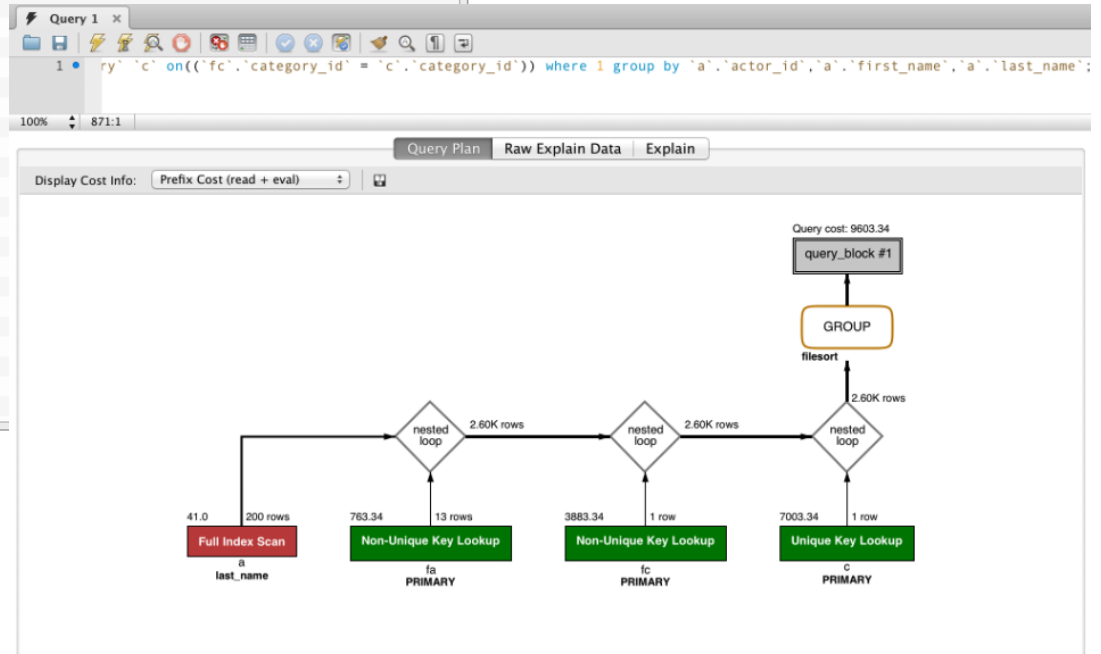 Query 1 ×
1 ry` `c` on((`fc`.`category_id` = `c`.`category_id`)) where 1 group by `a`.`actor_id`,`a`.`first_name`,`a`.`last_name`;
100% 871:1
Query Plan Raw Explain Data Explain
Display Cost Info: Prefix Cost (read + eval)
Query cost: 9603.34
query_block #1
GROUP
filesort
2.60K rows
nested loop
2.60K rows
nested loop
2.60K rows
nested loop
41.0 200 rows
Full Index Scan
a
last_name
763.34 13 rows
Non-Unique Key Lookup
fa
PRIMARY
3883.34 1 row
Non-Unique Key Lookup
fc
PRIMARY
7003.34 1 row
Unique Key Lookup
c
PRIMARY